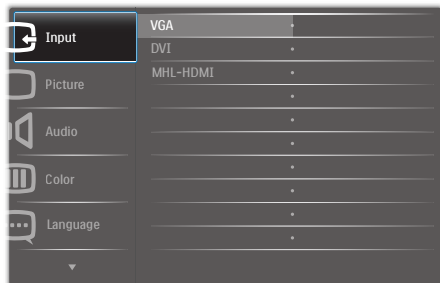 Input
Picture
Audio
Color
Language
VGA
DVI
MHL-HDMI